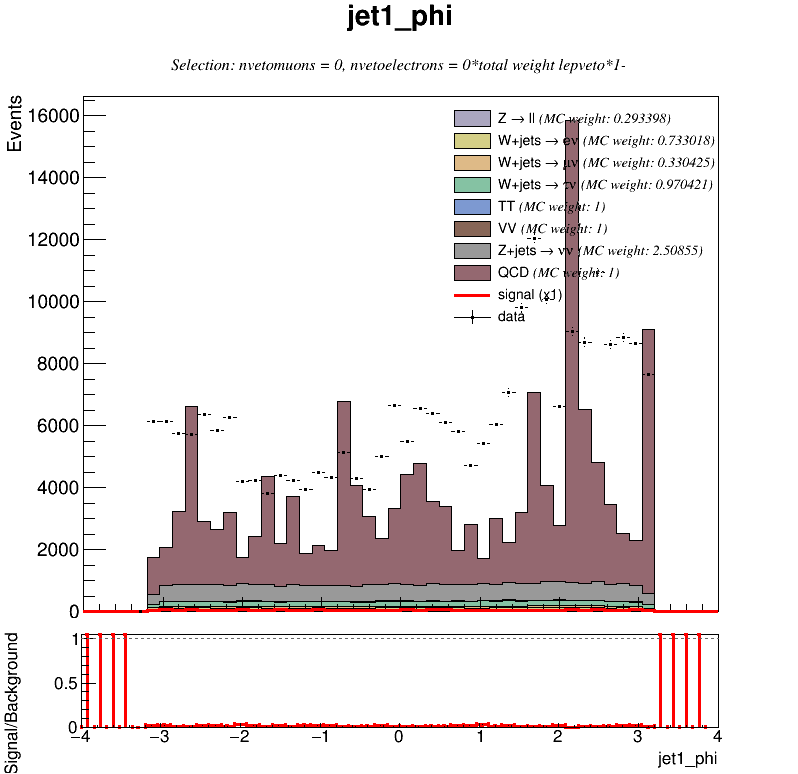 jet1_phi
Selection: nvetomuons = 0, nvetoelectrons = 0*total weight lepveto*1-
Events
16000
14000
12000
10000
8000
6000
4000
2000
0
Z → ll (MC weight: 0.293398)
W+jets → eν (MC weight: 0.733018)
W+jets → μν (MC weight: 0.330425)
W+jets → τν (MC weight: 0.970421)
TT (MC weight: 1)
VV (MC weight: 1)
Z+jets → νν (MC weight: 2.50855)
QCD (MC weight: 1)
signal (x1)
data
Signal/Background
1
0.5
0
−4 −3 −2 −1 0 1 2 3 4
jet1_phi